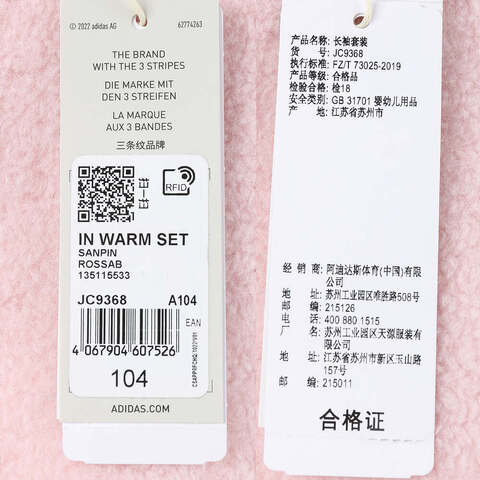 © 2022 adidas AG
62774263
THE BRAND
WITH THE 3 STRIPES
DIE MARKE MIT
DEN 3 STREIFEN
LA MARQUE
AUX 3 BANDES
三条纹品牌
扫一扫
RFID
IN WARM SET
SANPIN
ROSSAB
135115533
JC9368
A104
EAN
4 067904 607526
104
ADIDAS.COM
产品名称: 长袖套装
货 号: JC9368
执行标准: FZ/T 73025-2019
产品等级: 合格品
检验合格: 检18
安全类别: GB 31701 婴幼儿用品
产 地: 江苏省苏州市
经 销 商: 阿迪达斯体育(中国)有限
公司
地 址: 苏州工业园区唯胜路508号
邮 编: 215126
电 话: 400 880 1515
厂 名: 苏州工业园区天源服装有
限公司
地 址: 江苏省苏州市新区玉山路
157号
邮 编: 215011
合格证